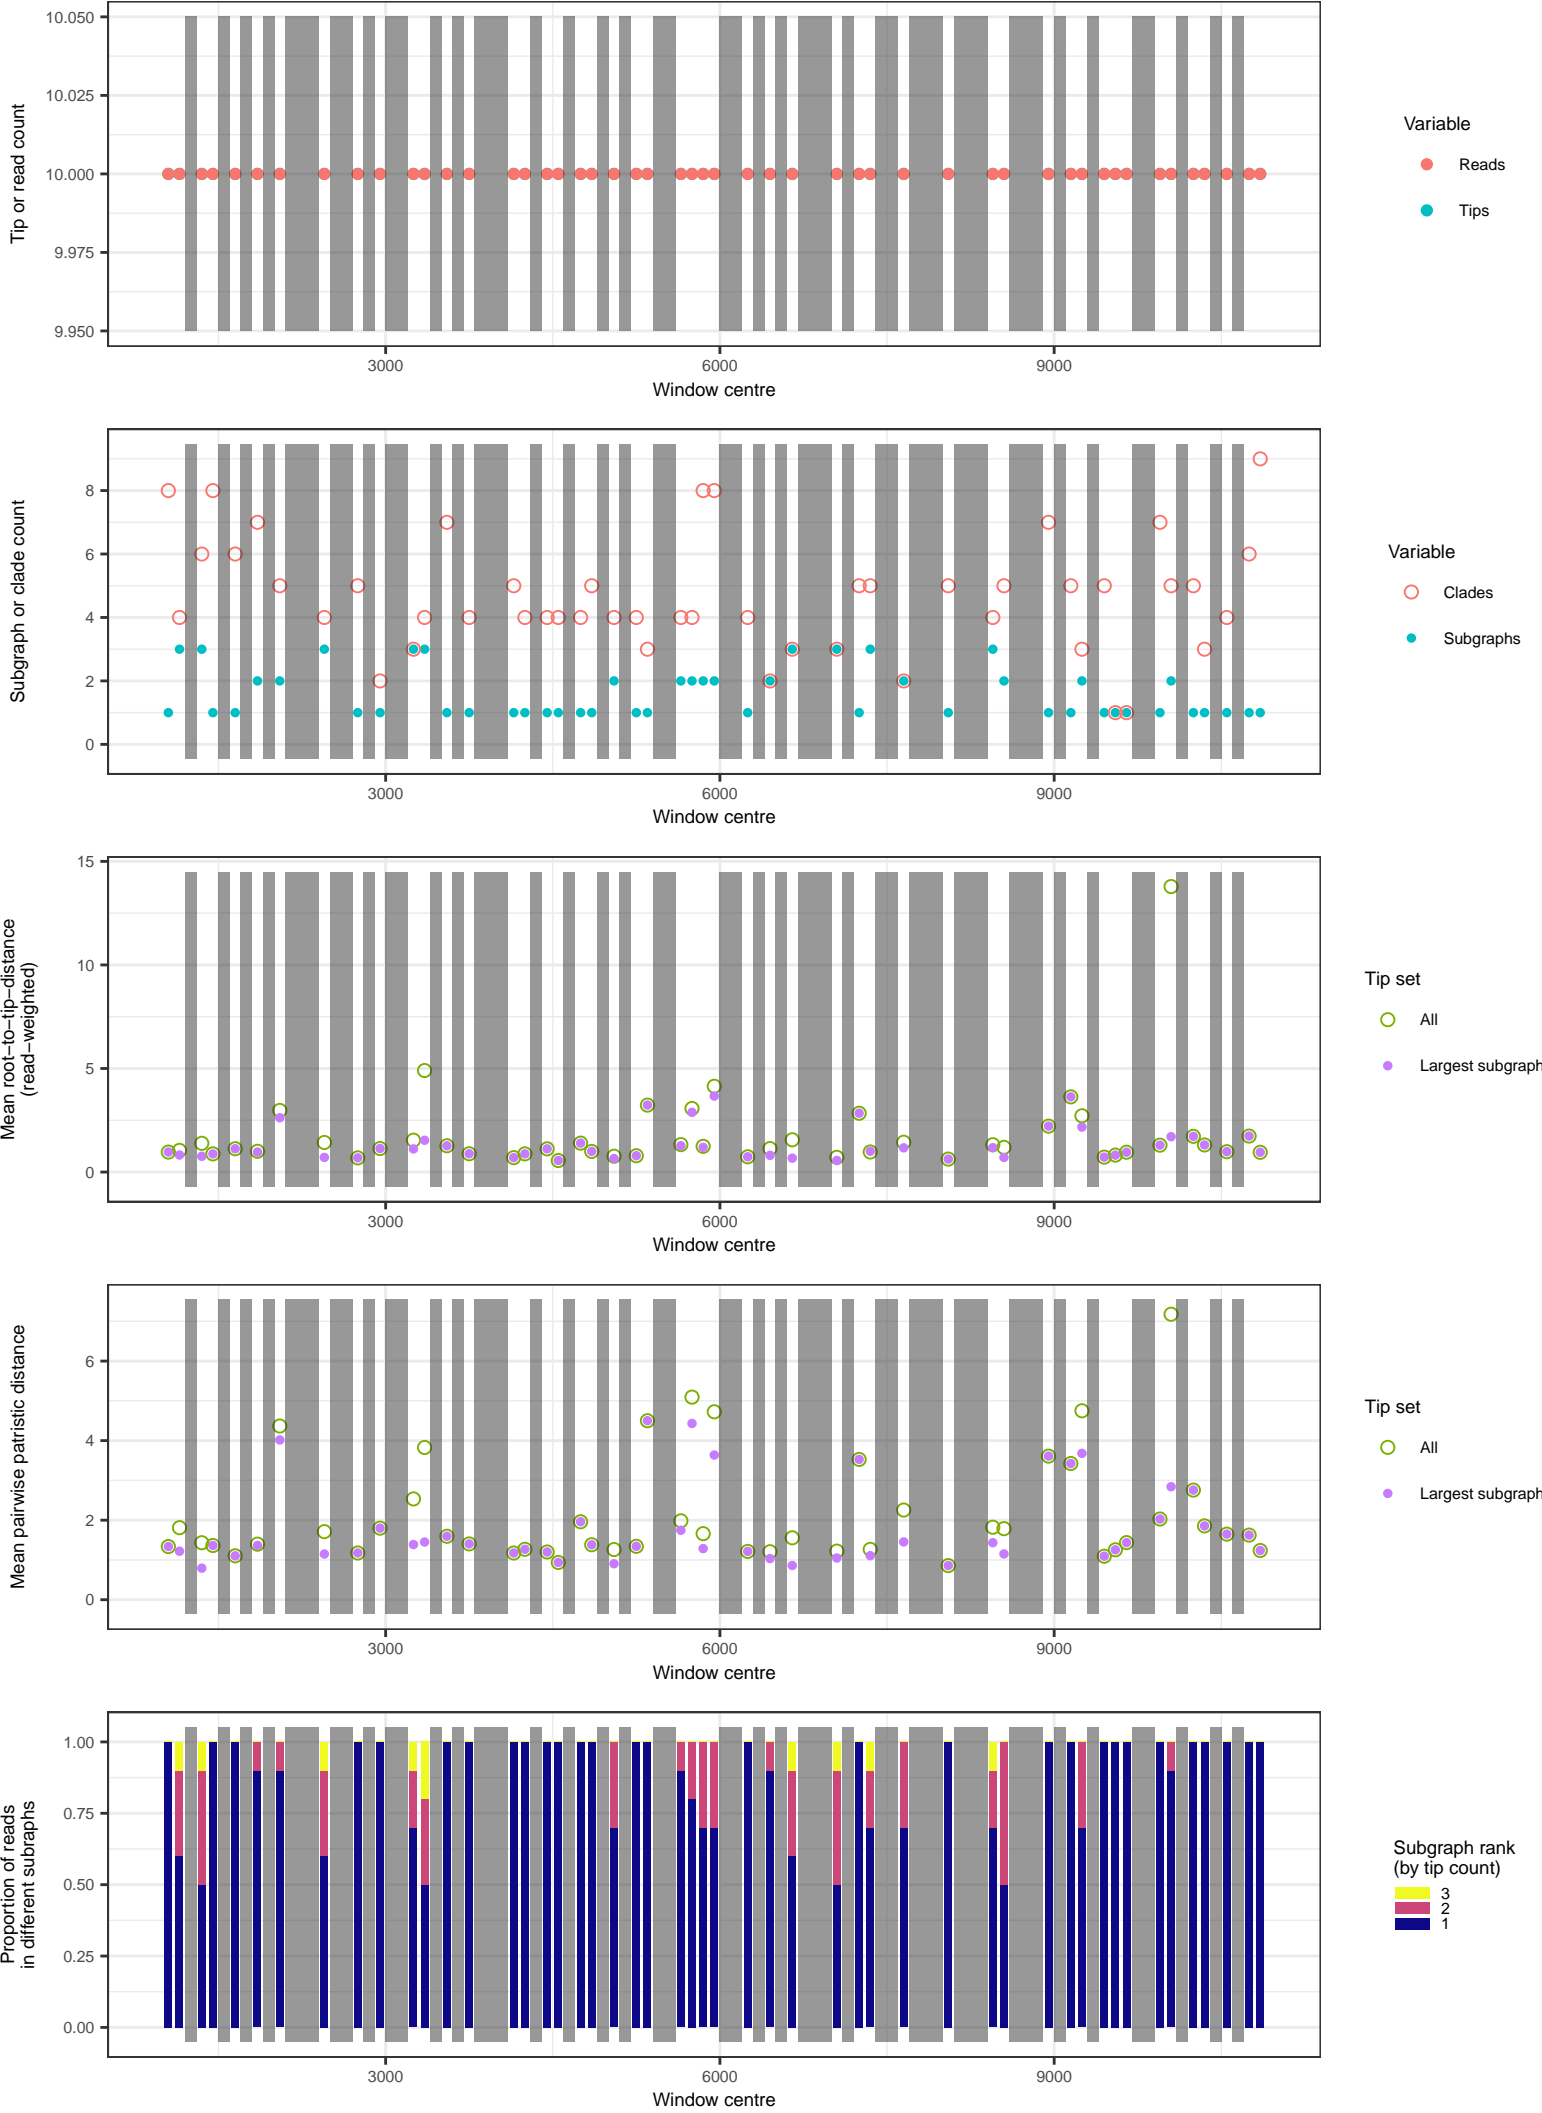 10.050
10.025
10.000
9.975
9.950
Tip or read count
3000
6000
9000
Window centre
Variable
Reads
Tips
8
6
4
2
0
Subgraph or clade count
3000
6000
9000
Window centre
Variable
Clades
Subgraphs
15
10
5
0
Mean root−to−tip−distance
(read−weighted)
3000
6000
9000
Window centre
Tip set
All
Largest subgraph
6
4
2
0
Mean pairwise patristic distance
3000
6000
9000
Window centre
Tip set
All
Largest subgraph
1.00
0.75
0.50
0.25
0.00
Proportion of reads
in different subraphs
3000
6000
9000
Window centre
Subgraph rank
(by tip count)
3
2
1